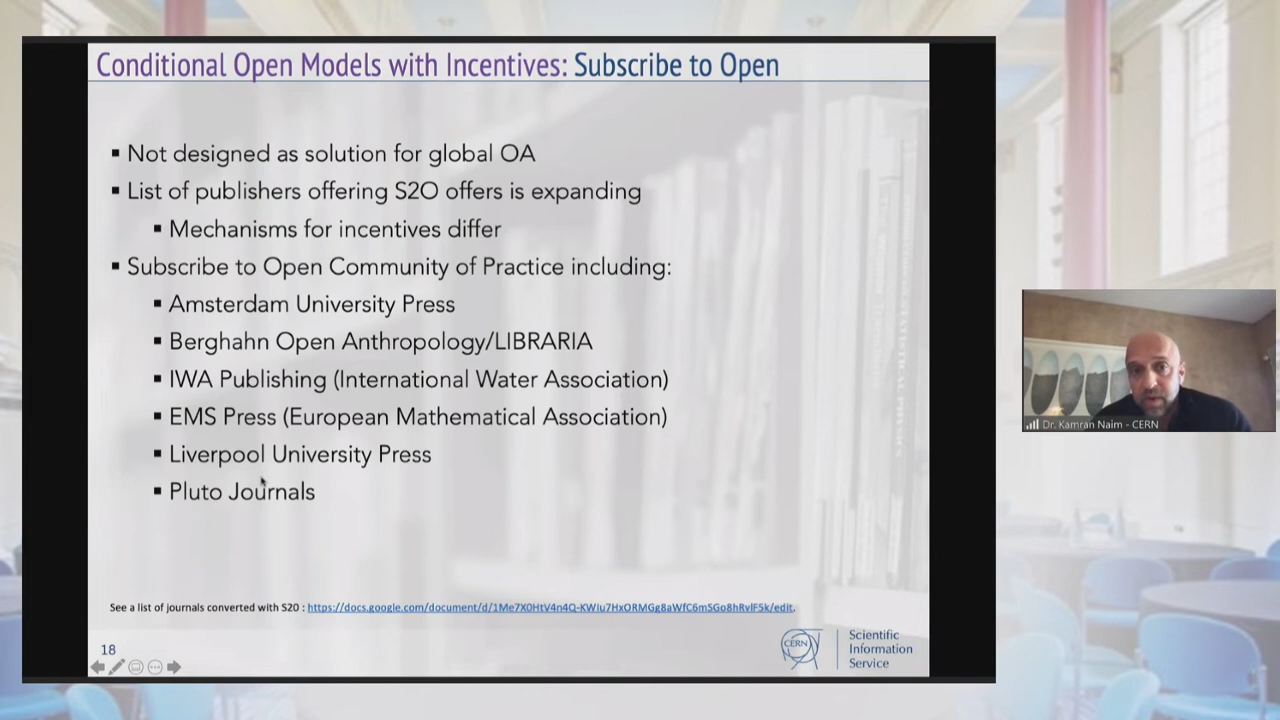 Conditional Open Models with Incentives: Subscribe to Open
▪ Not designed as solution for global OA
▪ List of publishers offering S2O offers is expanding
▪ Mechanisms for incentives differ
▪ Subscribe to Open Community of Practice including:
▪ Amsterdam University Press
▪ Berghahn Open Anthropology/LIBRARIA
▪ IWA Publishing (International Water Association)
▪ EMS Press (European Mathematical Association)
▪ Liverpool University Press
▪ Pluto Journals
See a list of journals converted with S2O :
18
CERN
Scientific
Information
Service
Dr. Kamran Naim - CERN